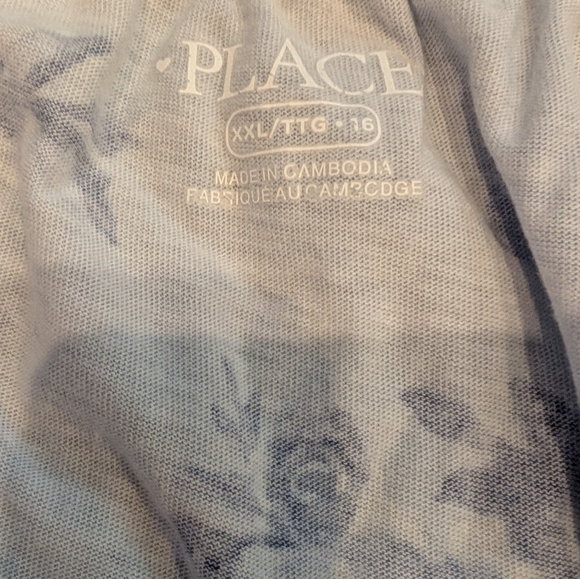 PLACE
XXL/TTG • 16
MADE IN CAMBODIA
FABRIQUE AU CAMBODGE